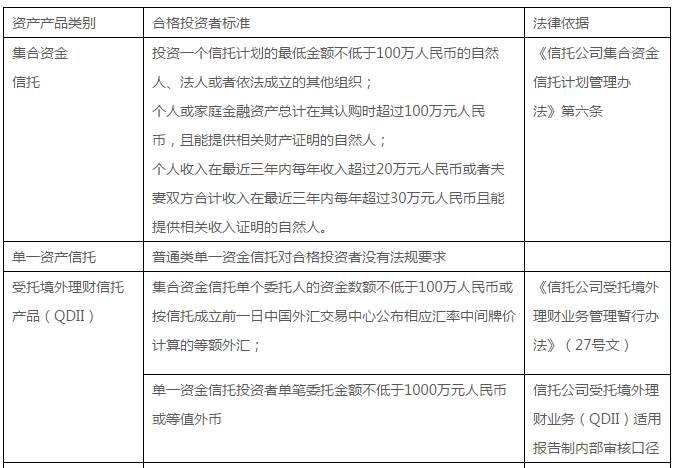 资产产品类别
合格投资者标准
法律依据
集合资金
信托
投资一个信托计划的最低金额不低于100万人民币的自然
人、法人或者依法成立的其他组织；
个人或家庭金融资产总计在其认购时超过100万元人民
币，且能提供相关财产证明的自然人；
个人收入在最近三年内每年收入超过20万元人民币或者夫
妻双方合计收入在最近三年内每年超过30万元人民币且能
提供相关收入证明的自然人。
《信托公司集合资金
信托计划管理办
法》第六条
单一资产信托
普通类单一资金信托对合格投资者没有法规要求
受托境外理财信托
产品（QDII）
集合资金信托单个委托人的资金数额不低于100万人民币或
按信托成立前一日中国外汇交易中心公布相应汇率中间牌价
计算的等额外汇；
《信托公司受托境外
理财业务管理暂行办
法》（27号文）
单一资金信托投资者单笔委托金额不低于1000万元人民币
或等值外币
信托公司受托境外理
财业务（QDII）适用
报告制内部审核口径